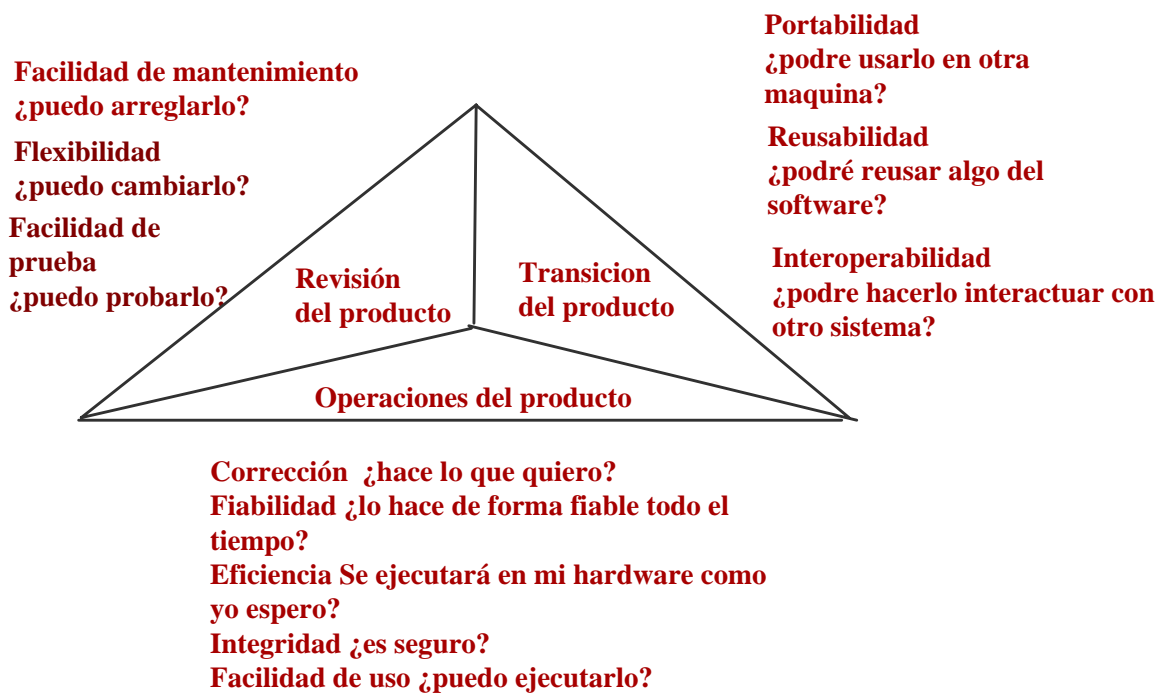 Facilidad de mantenimiento
¿puedo arreglarlo?
Flexibilidad
¿puedo cambiarlo?
Facilidad de
prueba
¿puedo probarlo?
Portabilidad
¿podre usarlo en otra
maquina?
Reusabilidad
¿podré reusar algo del
software?
Interoperabilidad
¿podre hacerlo interactuar con
otro sistema?
Revisión
del producto
Transicion
del producto
Operaciones del producto
Corrección ¿hace lo que quiero?
Fiabilidad ¿lo hace de forma fiable todo el
tiempo?
Eficiencia Se ejecutará en mi hardware como
yo espero?
Integridad ¿es seguro?
Facilidad de uso ¿puedo ejecutarlo?